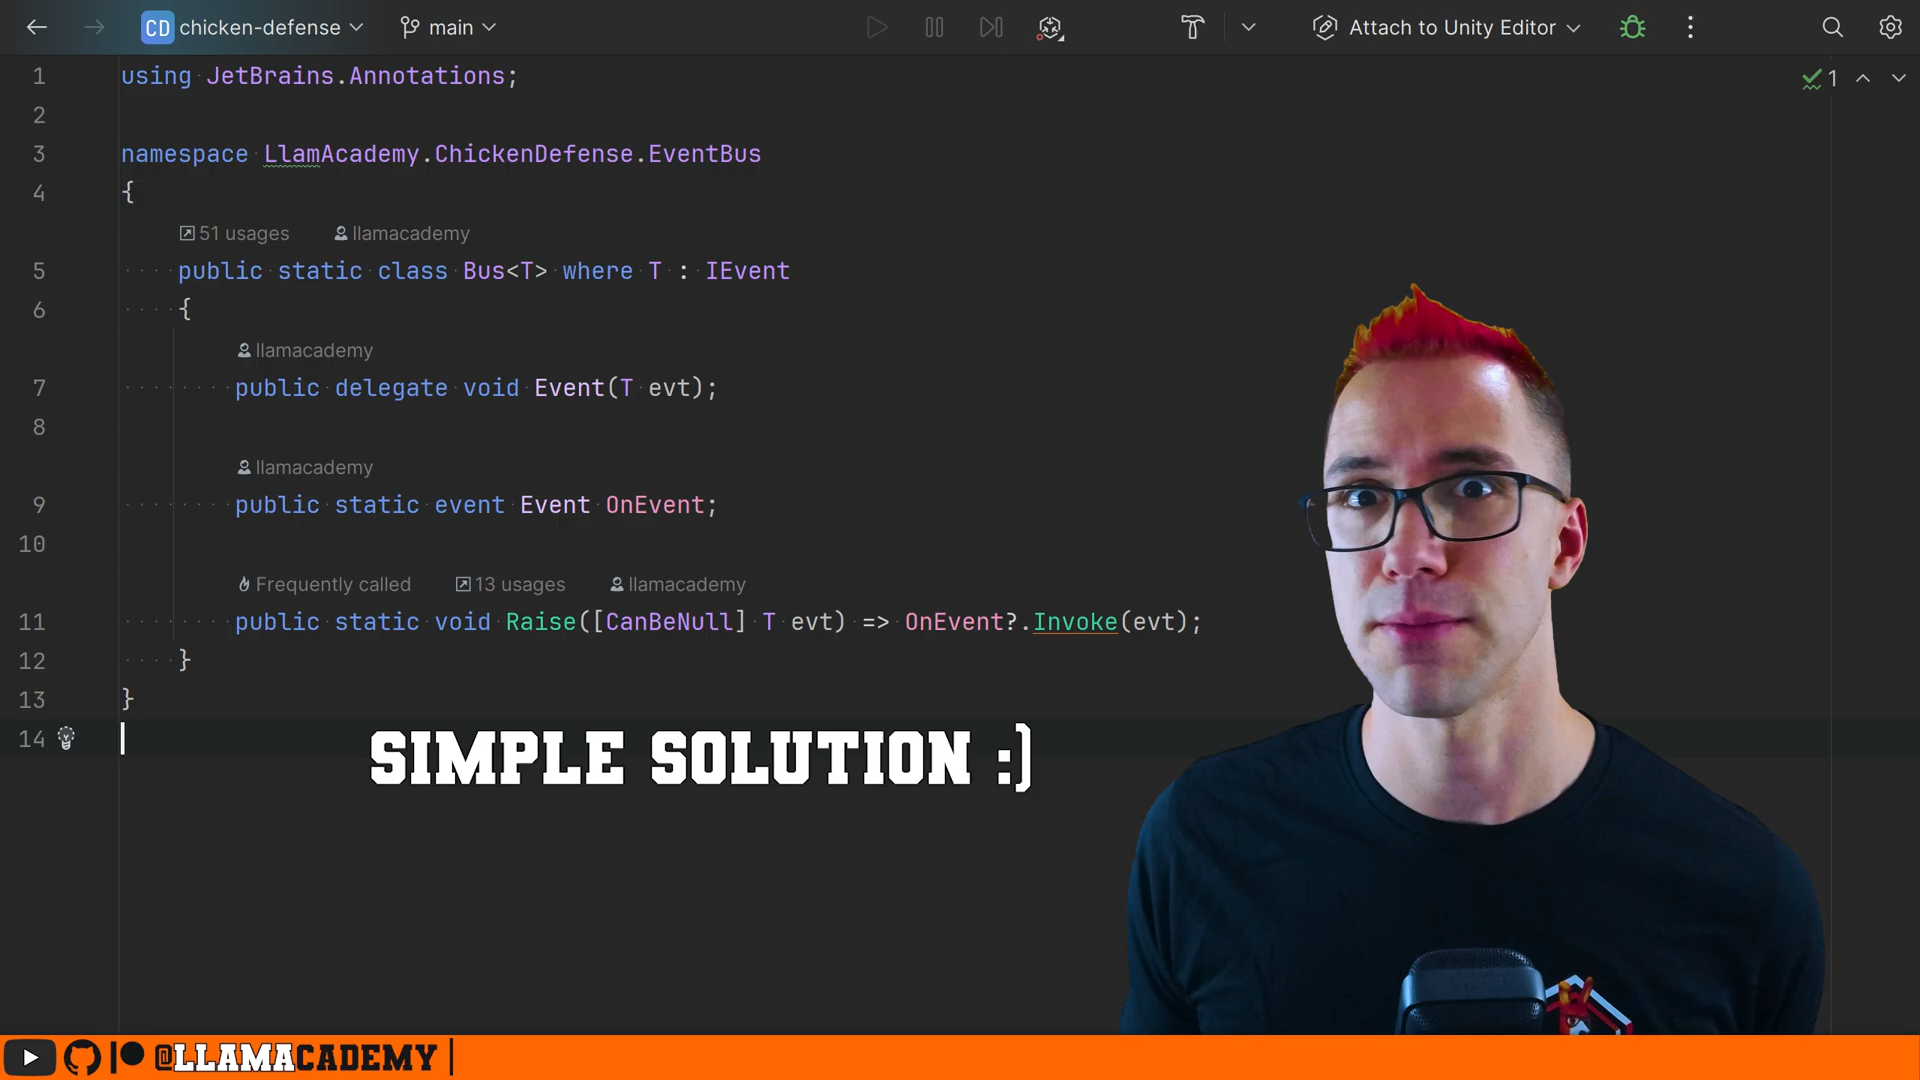 CD chicken-defense main Attach to Unity Editor
1 using JetBrains.Annotations; 1
2
3 namespace LlamAcademy.ChickenDefense.EventBus
4 {
51 usages llamacademy
5 public static class Bus<T> where T : IEvent
6 {
llamacademy
7 public delegate void Event(T evt);
8
llamacademy
9 public static event Event OnEvent;
10
Frequently called 13 usages llamacademy
11 public static void Raise([CanBeNull] T evt) => OnEvent?.Invoke(evt);
12 }
13 }
14
SIMPLE SOLUTION :)
@LLAMACADEMY |